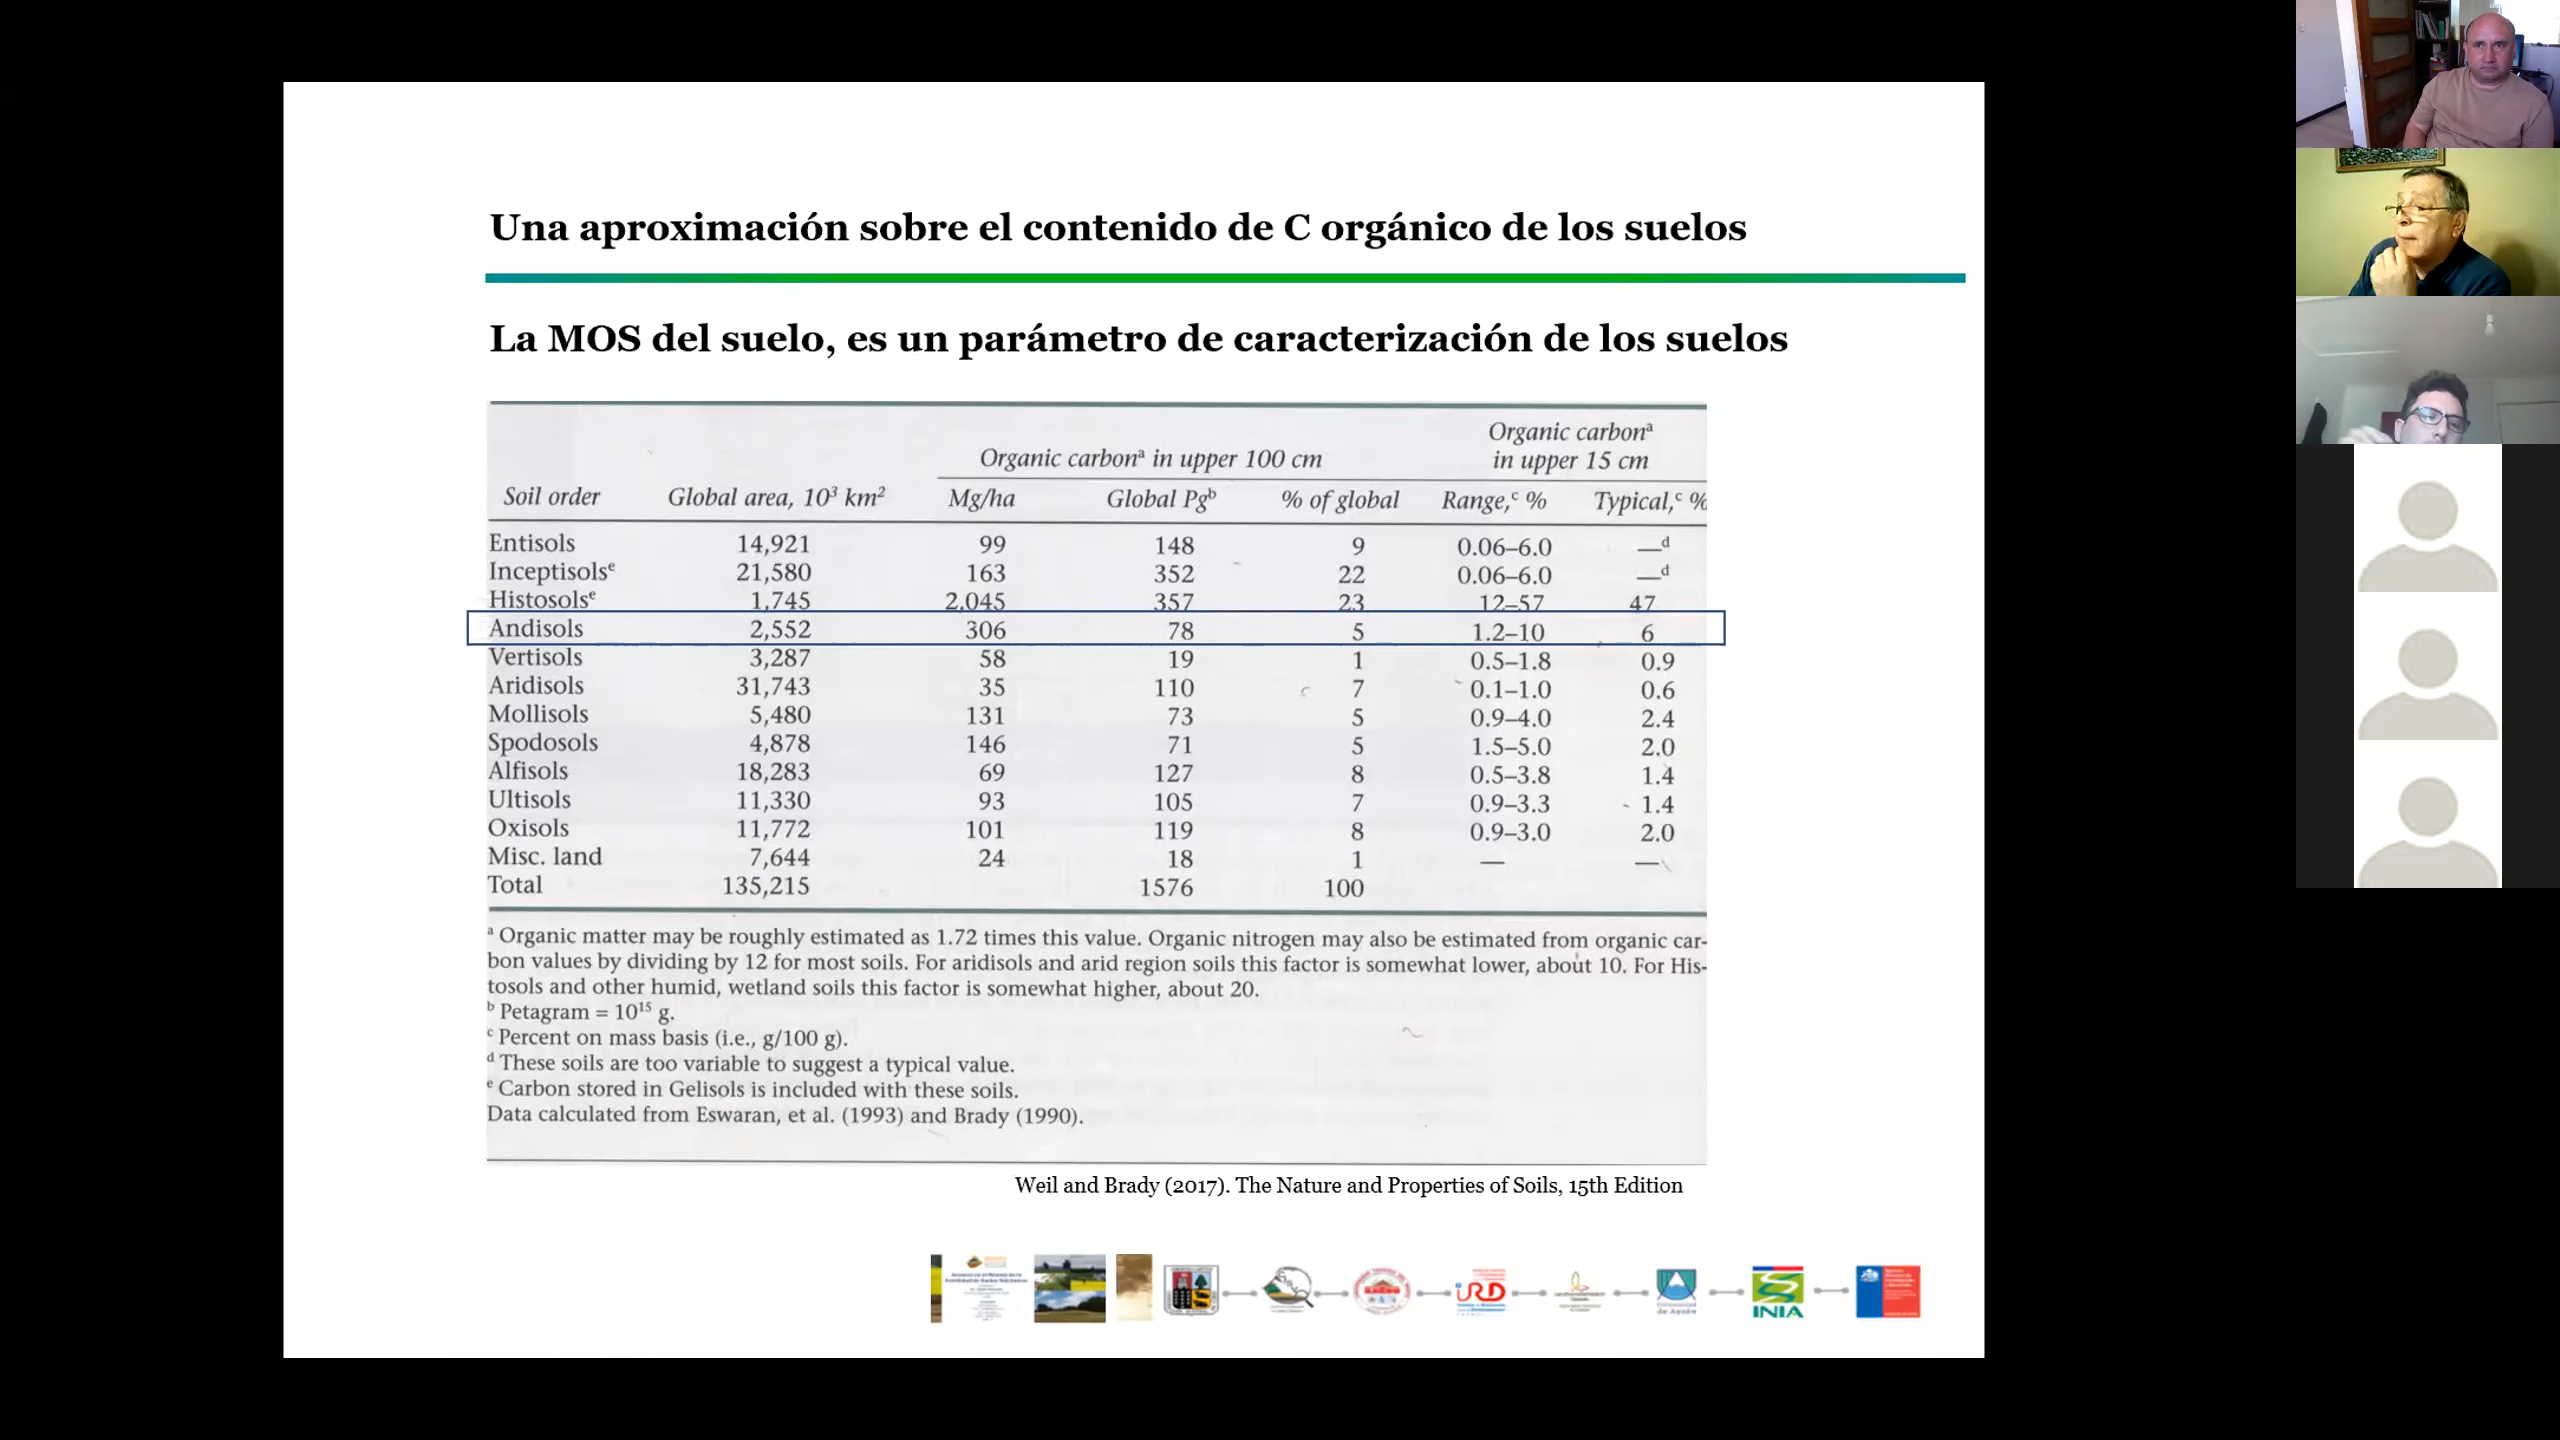 Una aproximación sobre el contenido de C orgánico de los suelos
La MOS del suelo, es un parámetro de caracterización de los suelos
Organic carbonᵃ
Organic carbonᵃ in upper 100 cm
in upper 15 cm
Soil order Global area, 10³ km² Mg/ha Global Pgᵇ % of global Range,ᶜ % Typical,ᶜ %
Entisols 14,921 99 148 9 0.06–6.0 —ᵈ
Inceptisolsᵉ 21,580 163 352 22 0.06–6.0 —ᵈ
Histosolsᵉ 1,745 2,045 357 23 12–57 47
Andisols 2,552 306 78 5 1.2–10 6
Vertisols 3,287 58 19 1 0.5–1.8 0.9
Aridisols 31,743 35 110 7 0.1–1.0 0.6
Mollisols 5,480 131 73 5 0.9–4.0 2.4
Spodosols 4,878 146 71 5 1.5–5.0 2.0
Alfisols 18,283 69 127 8 0.5–3.8 1.4
Ultisols 11,330 93 105 7 0.9–3.3 1.4
Oxisols 11,772 101 119 8 0.9–3.0 2.0
Misc. land 7,644 24 18 1 — —
Total 135,215 1576 100
ᵃ Organic matter may be roughly estimated as 1.72 times this value. Organic nitrogen may also be estimated from organic car-
bon values by dividing by 12 for most soils. For aridisols and arid region soils this factor is somewhat lower, about 10. For His-
tosols and other humid, wetland soils this factor is somewhat higher, about 20.
ᵇ Petagram = 10¹⁵ g.
ᶜ Percent on mass basis (i.e., g/100 g).
ᵈ These soils are too variable to suggest a typical value.
ᵉ Carbon stored in Gelisols is included with these soils.
Data calculated from Eswaran, et al. (1993) and Brady (1990).
Weil and Brady (2017). The Nature and Properties of Soils, 15th Edition
IRD
Universidad
de Aysén
INIA